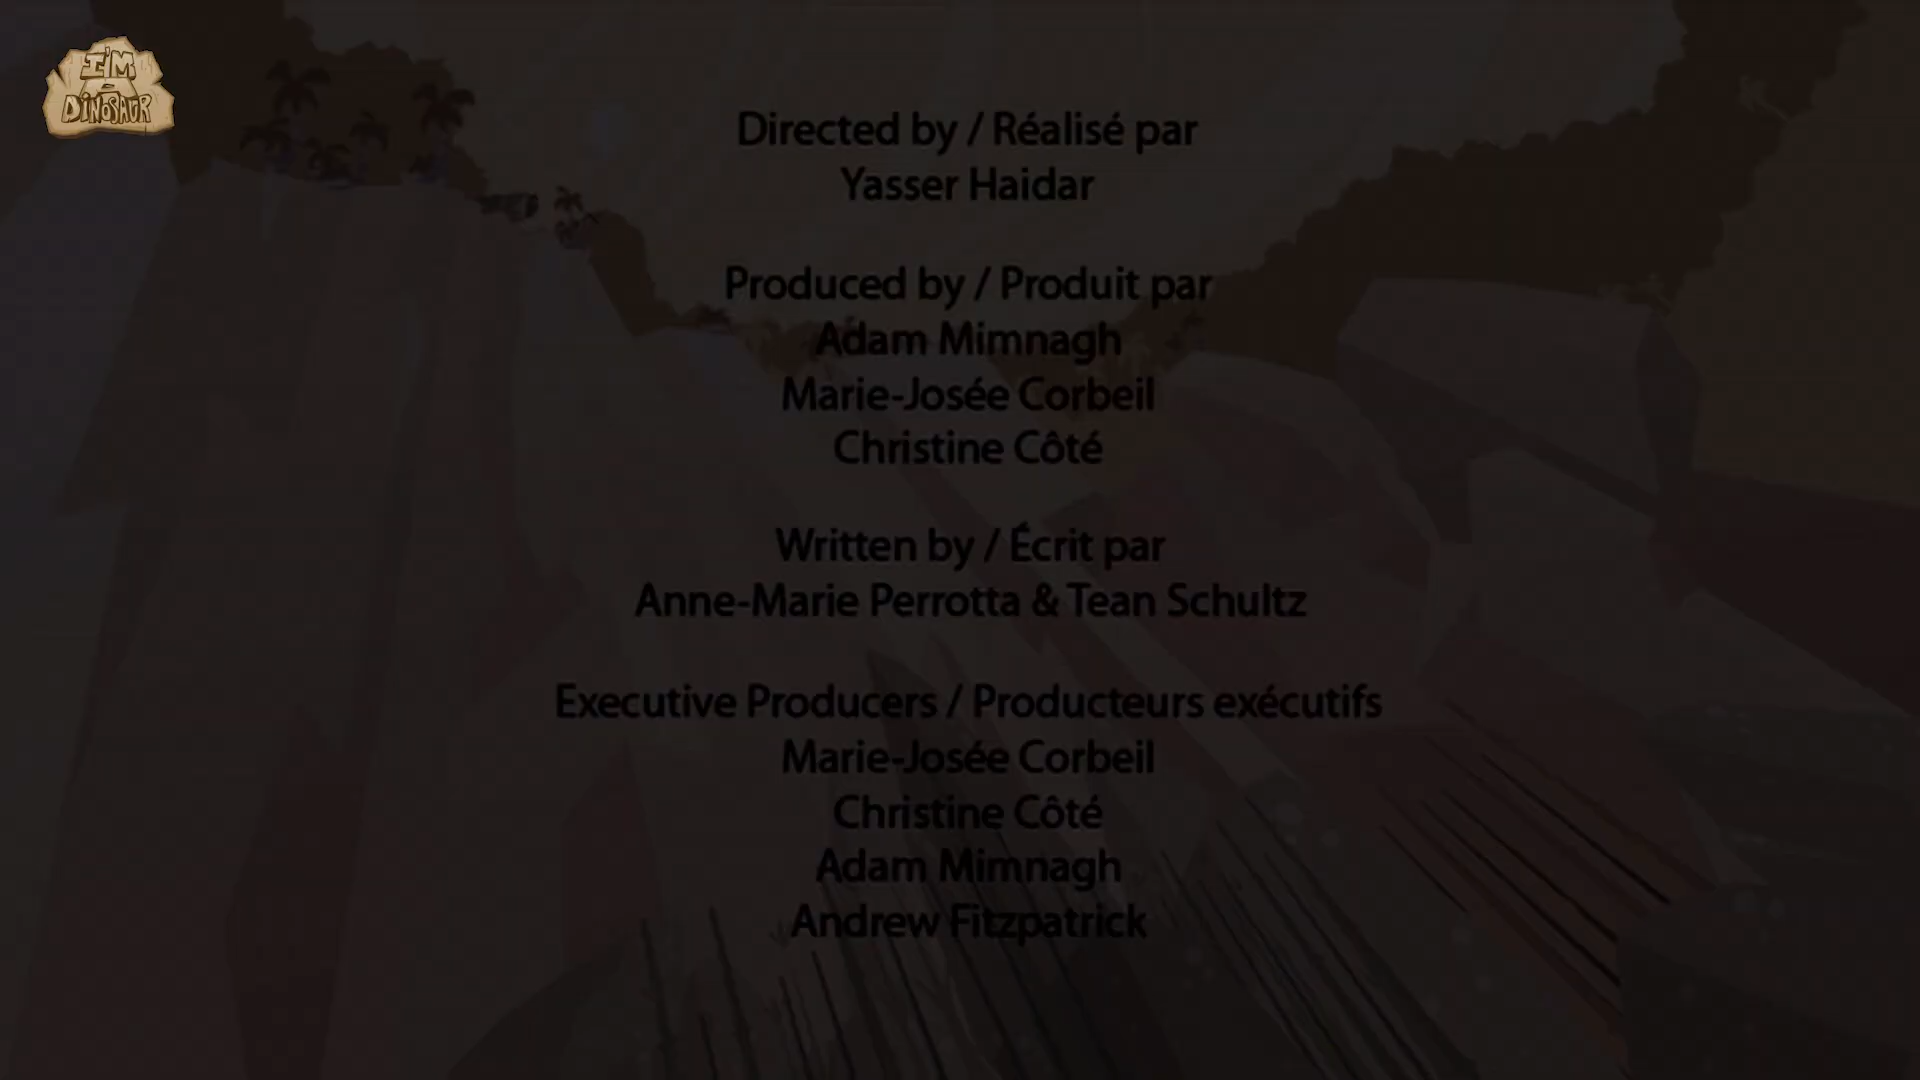 I'M
A
DINOSAUR
Directed by / Réalisé par
Yasser Haidar
Produced by / Produit par
Adam Mimnagh
Marie-Josée Corbeil
Christine Côté
Written by / Écrit par
Anne-Marie Perrotta & Tean Schultz
Executive Producers / Producteurs exécutifs
Marie-Josée Corbeil
Christine Côté
Adam Mimnagh
Andrew Fitzpatrick